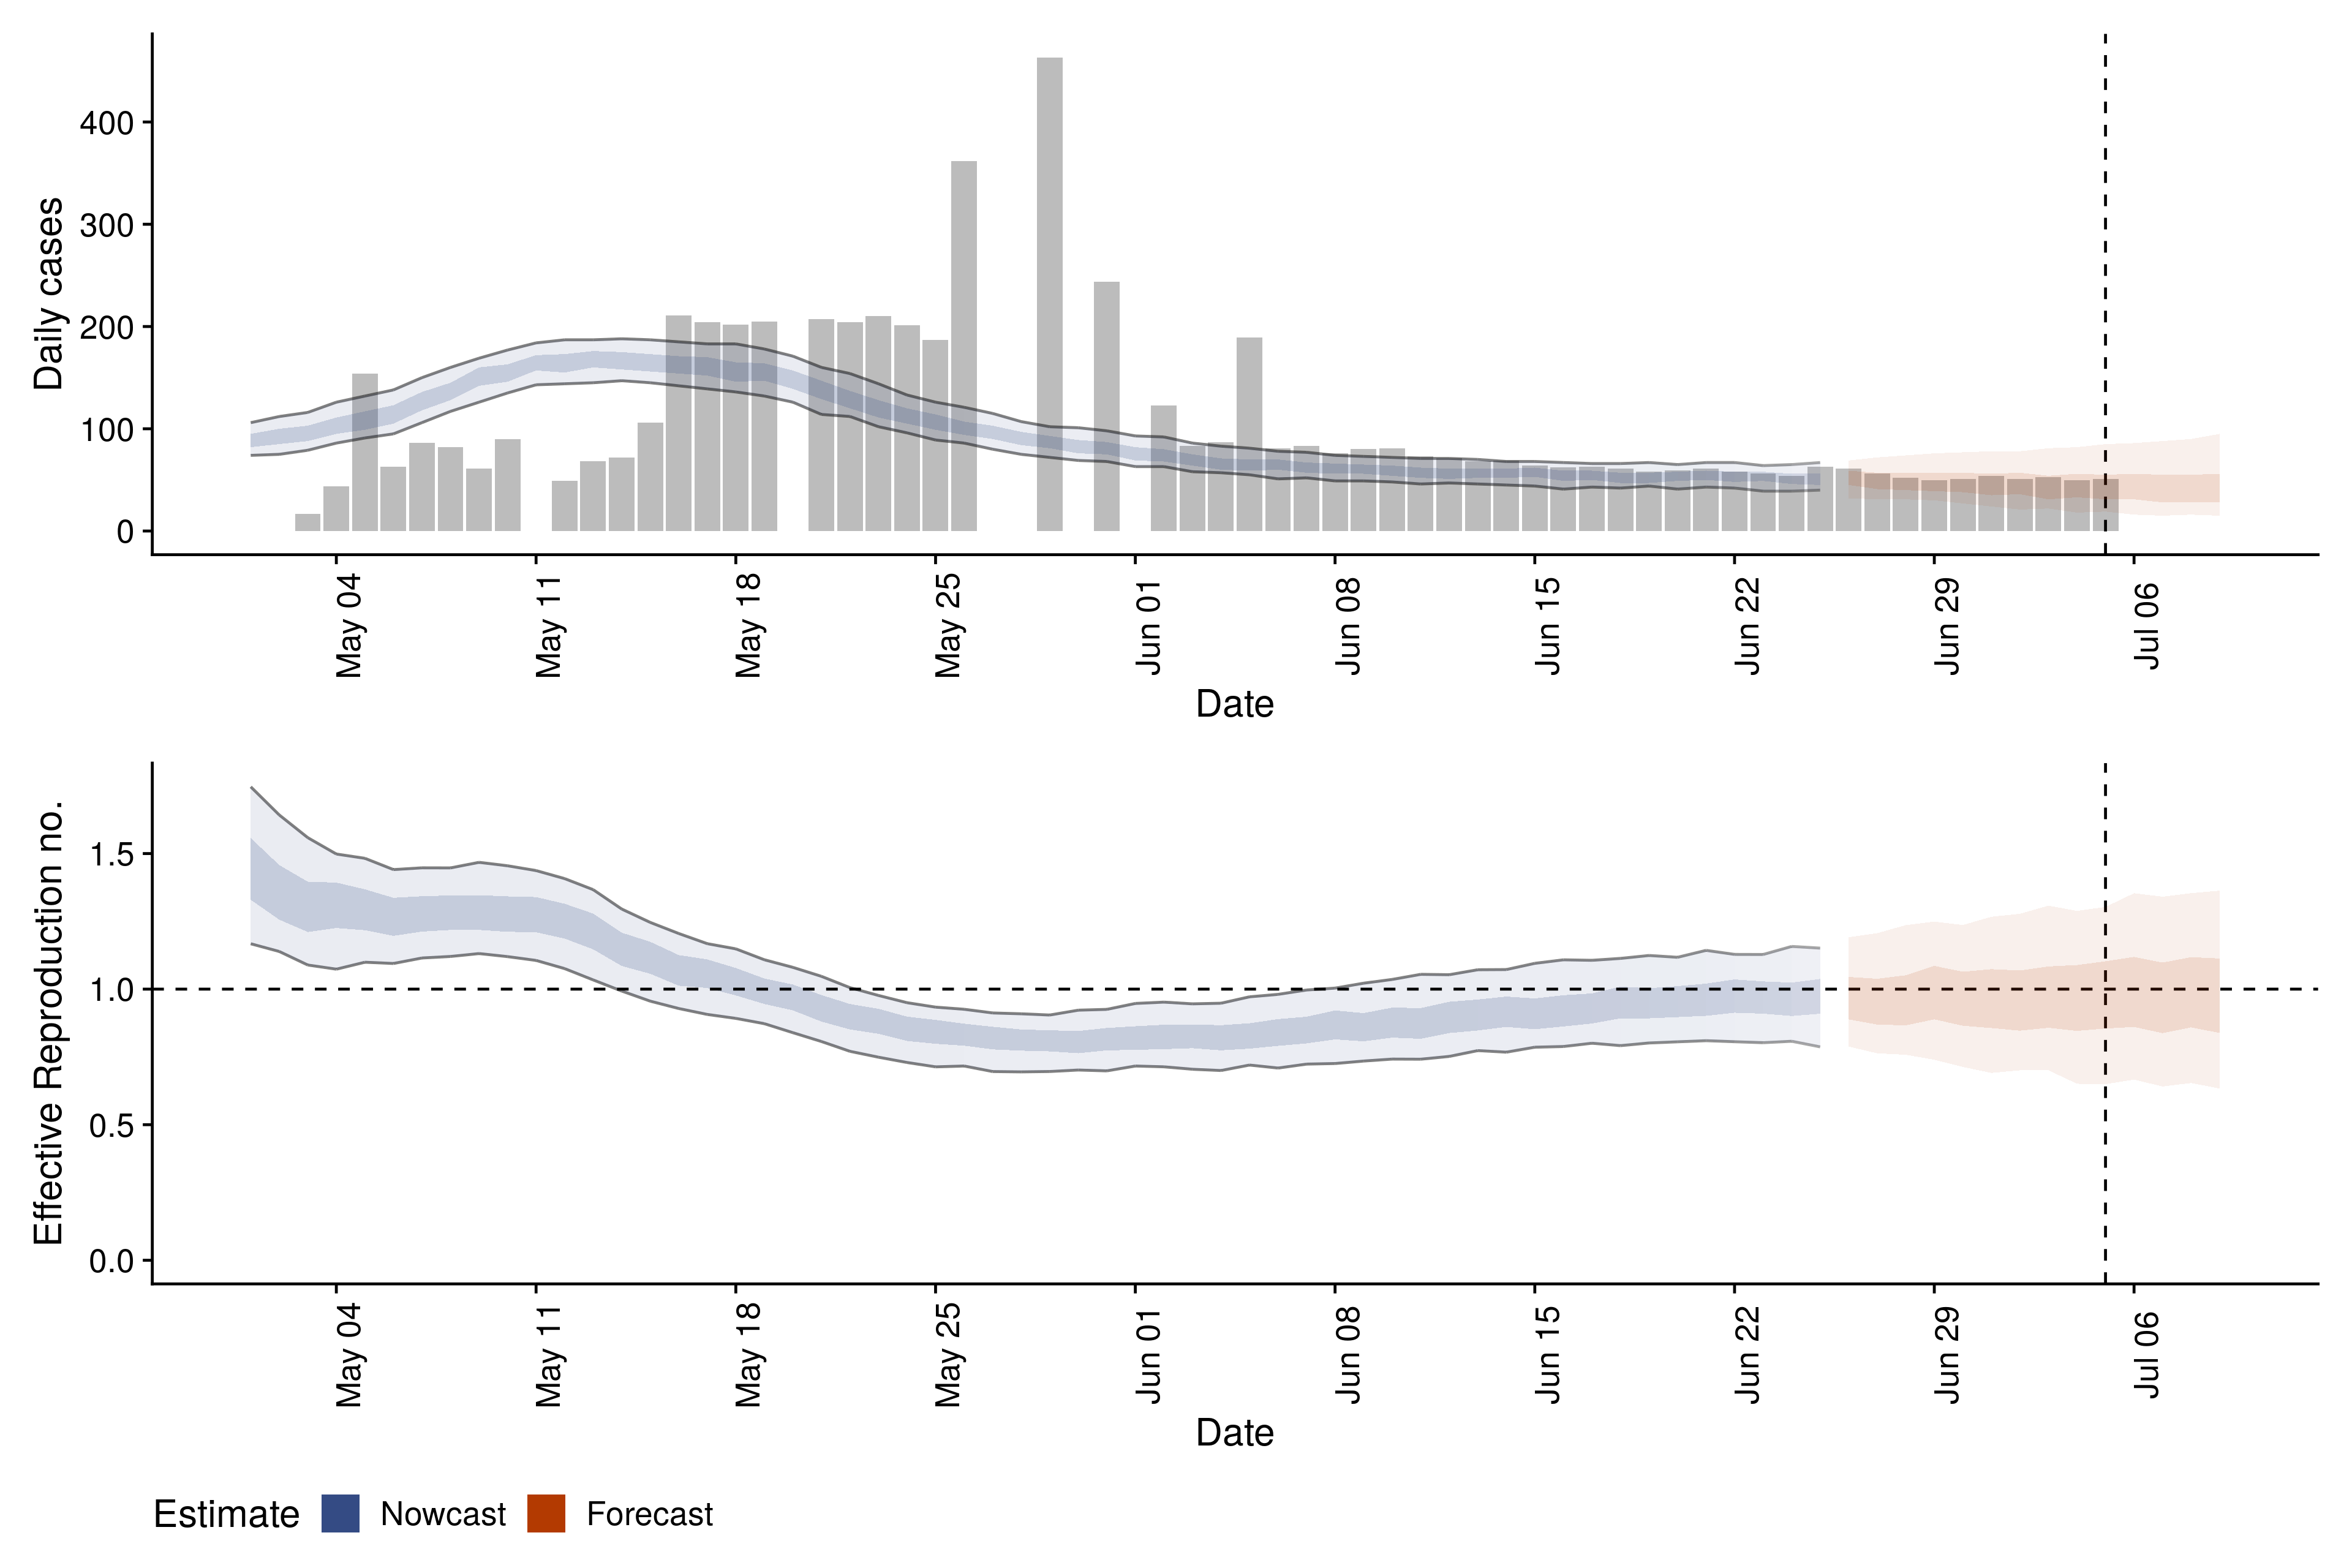 Daily cases
400
300
200
100
0
May 04
May 11
May 18
May 25
Jun 01
Jun 08
Jun 15
Jun 22
Jun 29
Jul 06
Date
Effective Reproduction no.
1.5
1.0
0.5
0.0
May 04
May 11
May 18
May 25
Jun 01
Jun 08
Jun 15
Jun 22
Jun 29
Jul 06
Date
Estimate Nowcast Forecast